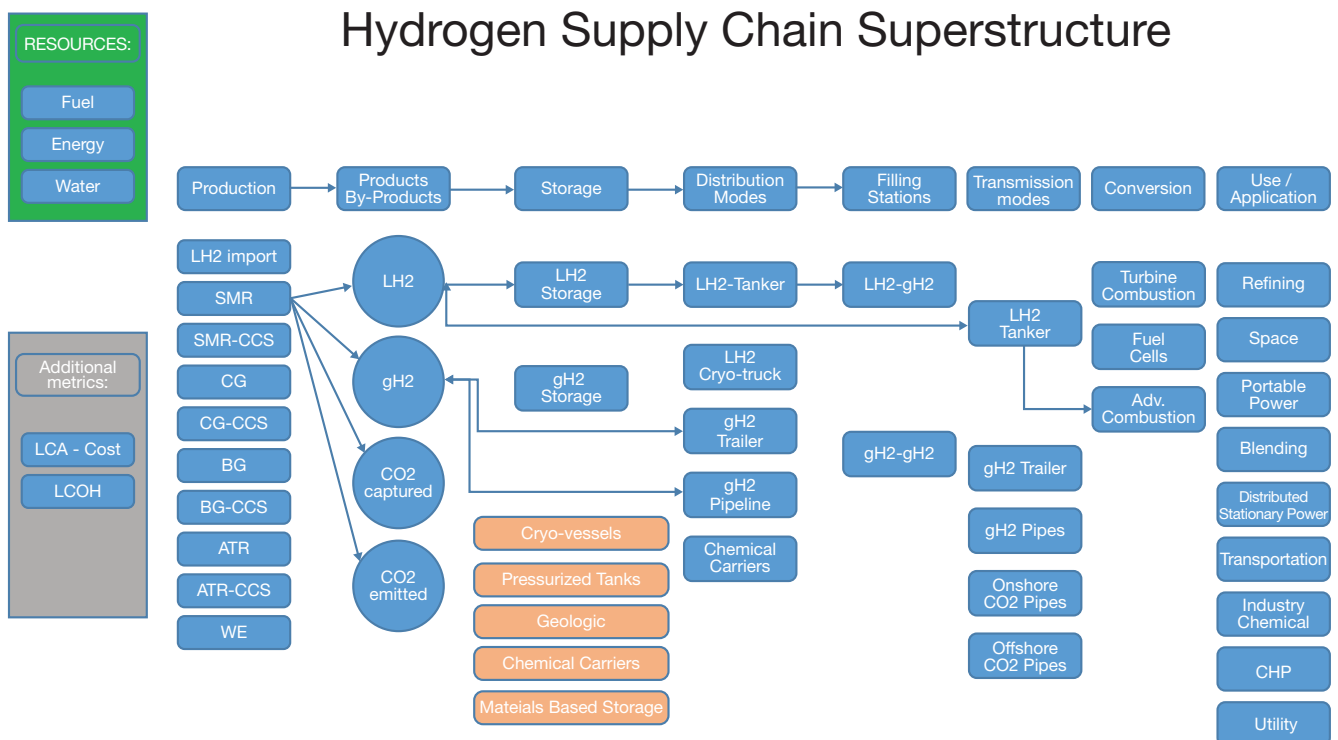 Hydrogen Supply Chain Superstructure
RESOURCES:
Fuel
Energy
Water
Additional
metrics:
LCA - Cost
LCOH
Production
Products
By-Products
Storage
Distribution
Modes
Filling
Stations
Transmission
modes
Conversion
Use /
Application
LH2 import
SMR
SMR-CCS
CG
CG-CCS
BG
BG-CCS
ATR
ATR-CCS
WE
LH2
gH2
CO2
captured
CO2
emitted
LH2
Storage
gH2
Storage
Cryo-vessels
Pressurized Tanks
Geologic
Chemical Carriers
Mateials Based Storage
LH2-Tanker
LH2
Cryo-truck
gH2
Trailer
gH2
Pipeline
Chemical
Carriers
LH2-gH2
gH2-gH2
LH2
Tanker
gH2 Trailer
gH2 Pipes
Onshore
CO2 Pipes
Offshore
CO2 Pipes
Turbine
Combustion
Fuel
Cells
Adv.
Combustion
Refining
Space
Portable
Power
Blending
Distributed
Stationary Power
Transportation
Industry
Chemical
CHP
Utility